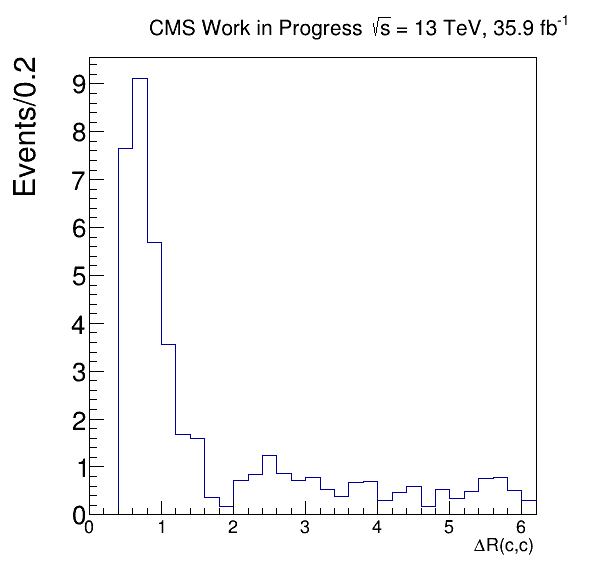 CMS Work in Progress √s = 13 TeV, 35.9 fb⁻¹
Events/0.2
9
8
7
6
5
4
3
2
1
0
0 1 2 3 4 5 6
ΔR(c,c)